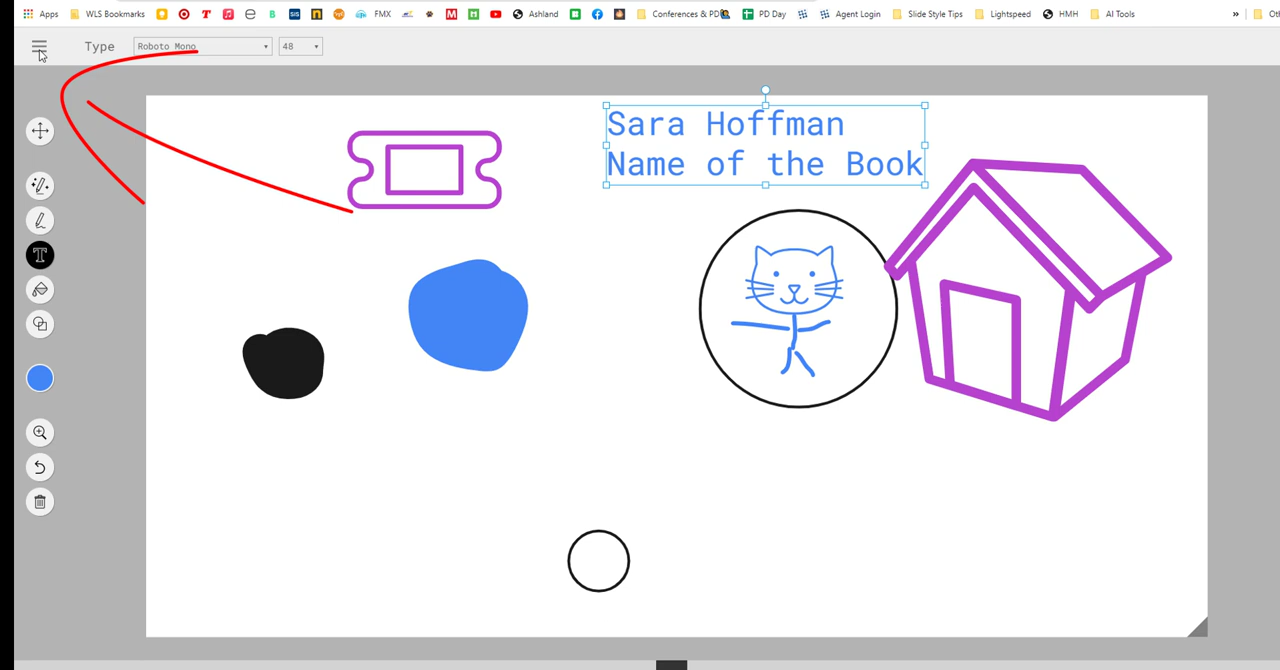 Apps
WLS Bookmarks
FMX
Ashland
Conferences & PD
PD Day
Agent Login
Slide Style Tips
Lightspeed
HMH
AI Tools
»
Type
Roboto Mono
48
Sara Hoffman
Name of the Book
T